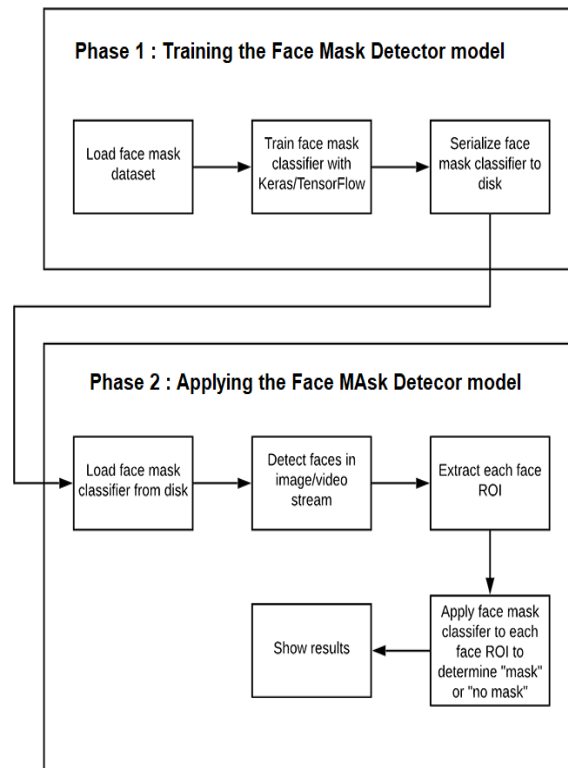 Phase 1 : Training the Face Mask Detector model
Load face mask
dataset
Train face mask
classifier with
Keras/TensorFlow
Serialize face
mask classifier to
disk
Phase 2 : Applying the Face MAsk Detecor model
Load face mask
classifier from disk
Detect faces in
image/video
stream
Extract each face
ROI
Apply face mask
classifer to each
face ROI to
determine "mask"
or "no mask"
Show results